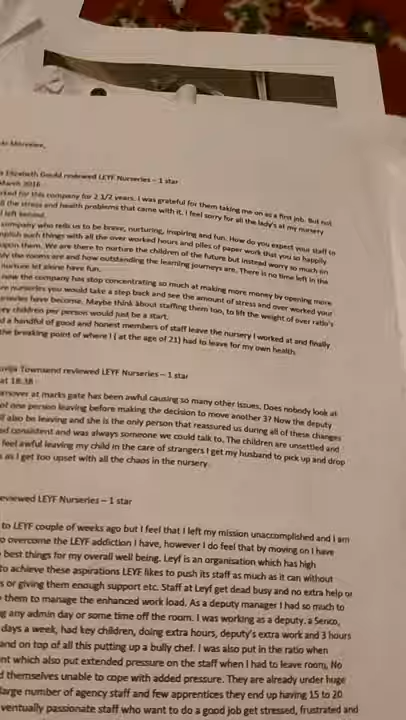 Elizabeth Gould reviewed LEYF Nurseries – 1 star
March 2016
rked for this company for 2 1/2 years. I was grateful for them taking me on as a first job. But not
ll the stress and health problems that came with it. I feel sorry for all the lady's at my nursery
left behind.
company who tells us to be brave, nurturing, inspiring and fun. How do you expect your staff to
mplish such things with all the over worked hours and piles of paper work that you so happily
upon them. We are there to nurture the children of the future but instead worry so much on
the rooms are and how outstanding the learning journeys are. There is no time left in the
nurture let alone have fun.
now the company has stop concentrating so much at making more money by opening more
re nurseries you would take a step back and see the amount of stress and over worked your
have become. Maybe think about staffing them too, to lift the weight of over ratio's
children per person would just be a start.
d a handful of good and honest members of staff leave the nursery I worked at and finally
the breaking point of where I ( at the age of 21) had to leave for my own health
Townsend reviewed LEYF Nurseries – 1 star
at 18:38
at marks gate has been awful causing so many other issues. Does nobody look at
of one person leaving before making the decision to move another 3? Now the deputy
also be leaving and she is the only person that reassured us during all of these changes
ed consistent and was always someone we could talk to. The children are unsettled and
feel awful leaving my child in the care of strangers I get my husband to pick up and drop
as I get too upset with all the chaos in the nursery.
eviewed LEYF Nurseries – 1 star
to LEYF couple of weeks ago but I feel that I left my mission unaccomplished and I am
o overcome the LEYF addiction I have, however I do feel that by moving on I have
best things for my overall well being. Leyf is an organisation which has high
to achieve these aspirations LEYF likes to push its staff as much as it can without
s or giving them enough support etc. Staff at Leyf get dead busy and no extra help or
them to manage the enhanced work load. As a deputy manager I had so much to
g any admin day or some time off the room. I was working as a deputy, a Senco,
days a week, had key children, doing extra hours, deputy's extra work and 3 hours
and on top of all this putting up a bully chef. I was also put in the ratio when
nt which also put extended pressure on the staff when I had to leave room, No
d themselves unable to cope with added pressure. They are already under huge
large number of agency staff and few apprentices they end up having 15 to 20
ventually passionate staff who want to do a good job get stressed, frustrated and